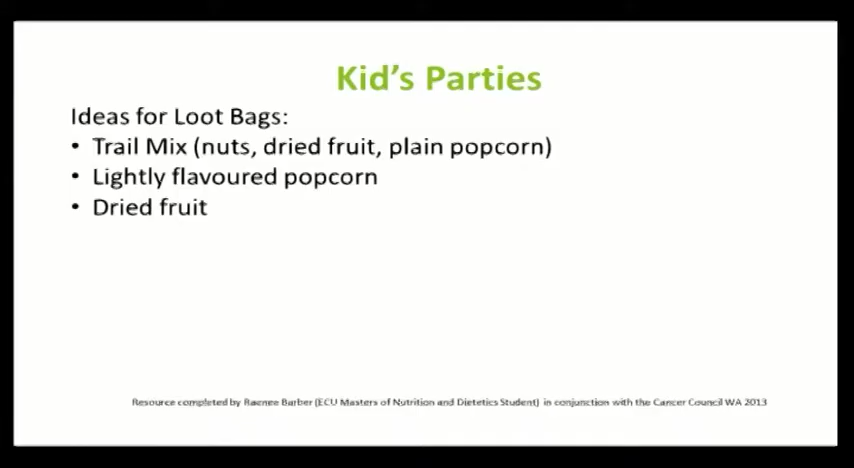 Kid's Parties
Ideas for Loot Bags:
• Trail Mix (nuts, dried fruit, plain popcorn)
• Lightly flavoured popcorn
• Dried fruit
Resource completed by Raenee Barber (ECU Masters of Nutrition and Dietetics Student) in conjunction with the Cancer Council WA 2013